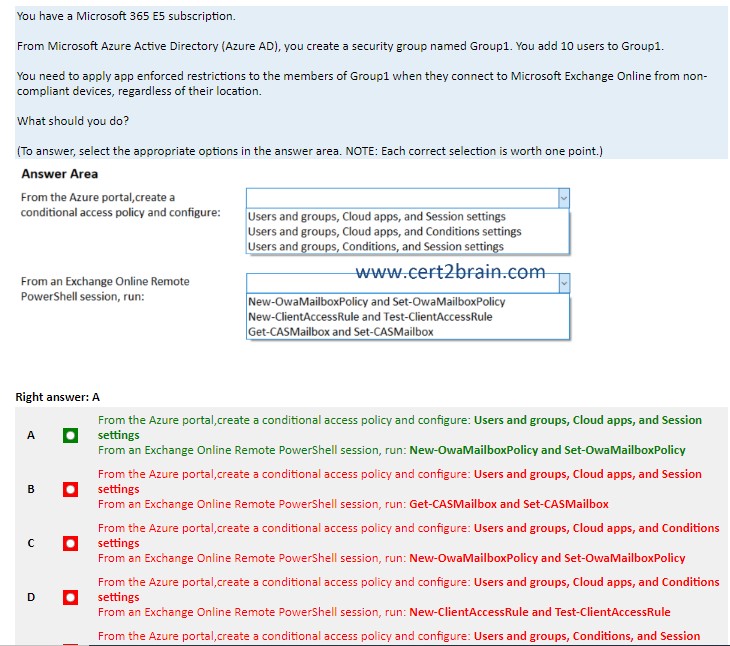 You have a Microsoft 365 E5 subscription.
From Microsoft Azure Active Directory (Azure AD), you create a security group named Group1. You add 10 users to Group1.
You need to apply app enforced restrictions to the members of Group1 when they connect to Microsoft Exchange Online from non-
compliant devices, regardless of their location.
What should you do?
(To answer, select the appropriate options in the answer area. NOTE: Each correct selection is worth one point.)
Answer Area
From the Azure portal,create a
conditional access policy and configure:
Users and groups, Cloud apps, and Session settings
Users and groups, Cloud apps, and Conditions settings
Users and groups, Conditions, and Session settings
www.cert2brain.com
From an Exchange Online Remote
PowerShell session, run:
New-OwaMailboxPolicy and Set-OwaMailboxPolicy
New-ClientAccessRule and Test-ClientAccessRule
Get-CASMailbox and Set-CASMailbox
Right answer: A
A
From the Azure portal,create a conditional access policy and configure: Users and groups, Cloud apps, and Session
settings
From an Exchange Online Remote PowerShell session, run: New-OwaMailboxPolicy and Set-OwaMailboxPolicy
B
From the Azure portal,create a conditional access policy and configure: Users and groups, Cloud apps, and Session
settings
From an Exchange Online Remote PowerShell session, run: Get-CASMailbox and Set-CASMailbox
C
From the Azure portal,create a conditional access policy and configure: Users and groups, Cloud apps, and Conditions
settings
From an Exchange Online Remote PowerShell session, run: New-OwaMailboxPolicy and Set-OwaMailboxPolicy
D
From the Azure portal,create a conditional access policy and configure: Users and groups, Cloud apps, and Conditions
settings
From an Exchange Online Remote PowerShell session, run: New-ClientAccessRule and Test-ClientAccessRule
From the Azure portal,create a conditional access policy and configure: Users and groups, Conditions, and Session